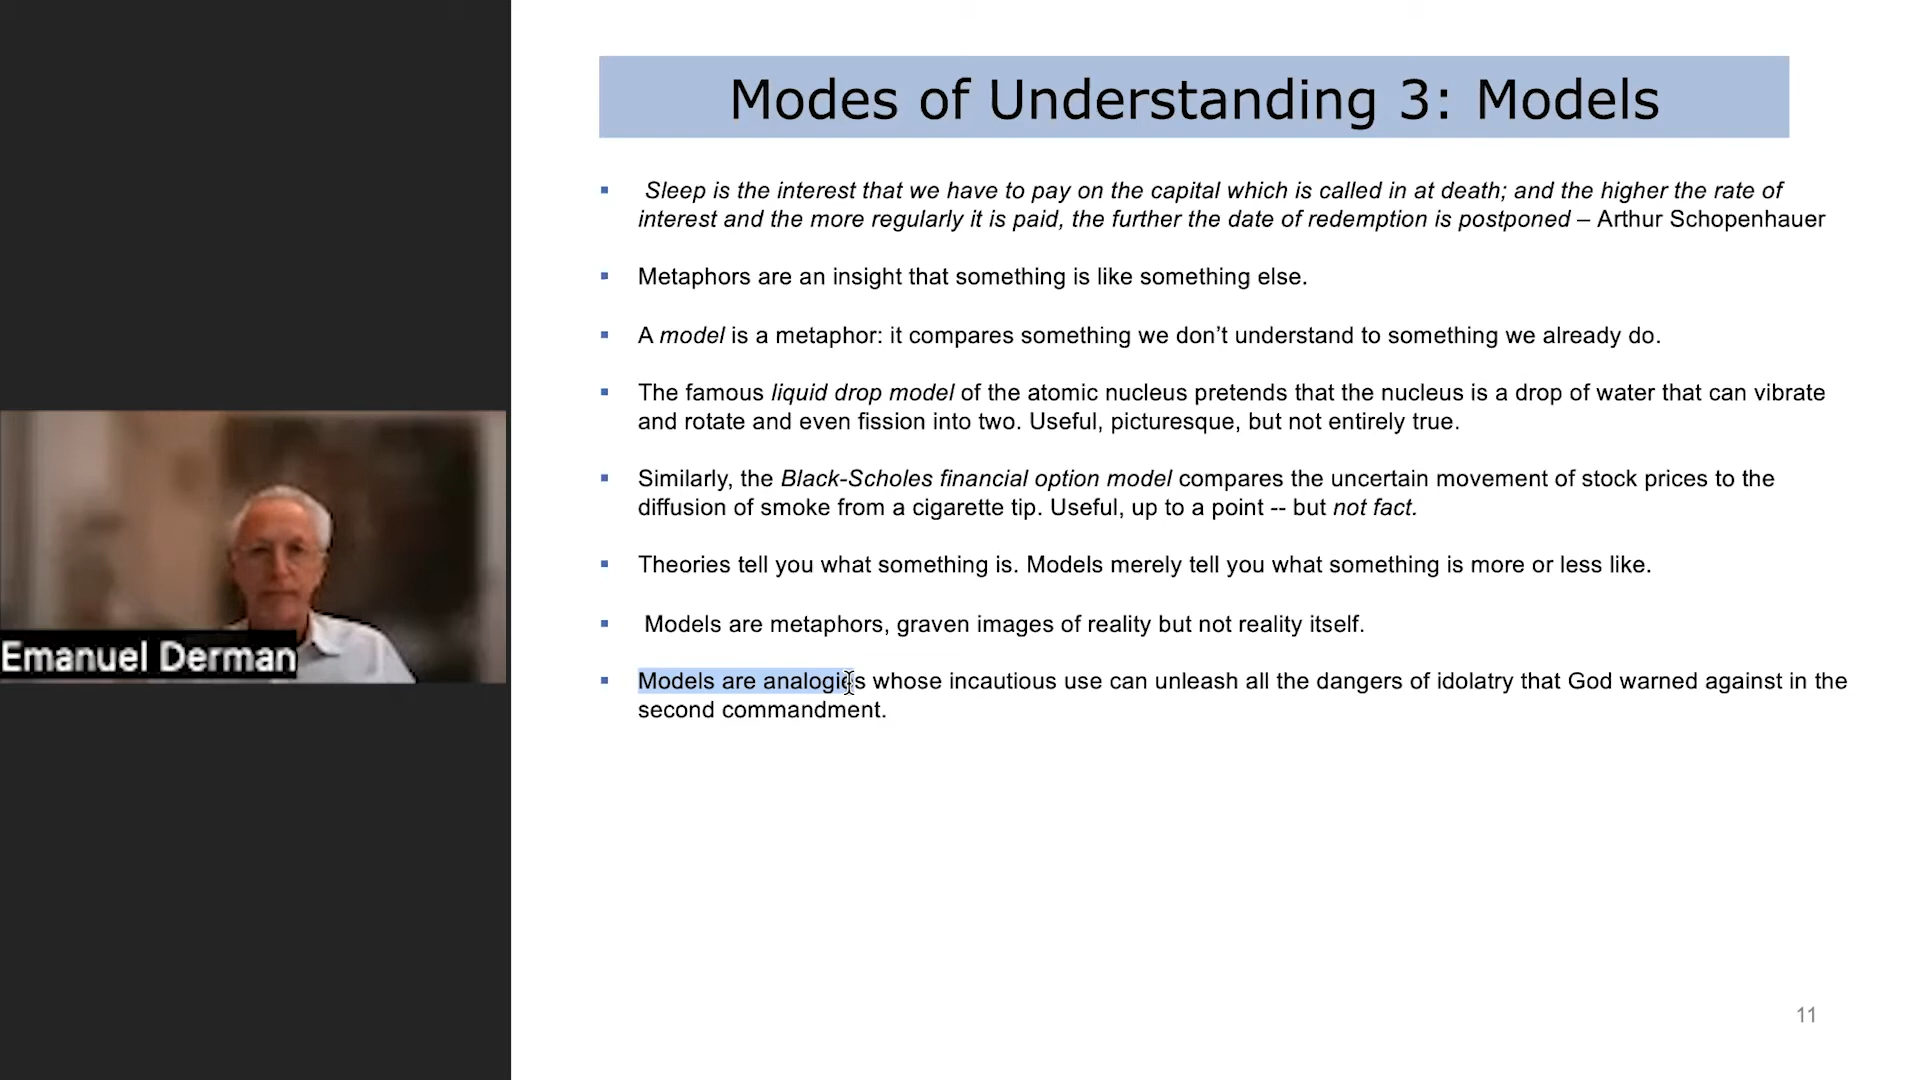 Modes of Understanding 3: Models
▪ Sleep is the interest that we have to pay on the capital which is called in at death; and the higher the rate of
interest and the more regularly it is paid, the further the date of redemption is postponed – Arthur Schopenhauer
▪ Metaphors are an insight that something is like something else.
▪ A model is a metaphor: it compares something we don’t understand to something we already do.
▪ The famous liquid drop model of the atomic nucleus pretends that the nucleus is a drop of water that can vibrate
and rotate and even fission into two. Useful, picturesque, but not entirely true.
▪ Similarly, the Black-Scholes financial option model compares the uncertain movement of stock prices to the
diffusion of smoke from a cigarette tip. Useful, up to a point -- but not fact.
▪ Theories tell you what something is. Models merely tell you what something is more or less like.
▪ Models are metaphors, graven images of reality but not reality itself.
▪ Models are analogies whose incautious use can unleash all the dangers of idolatry that God warned against in the
second commandment.
Emanuel Derman
11